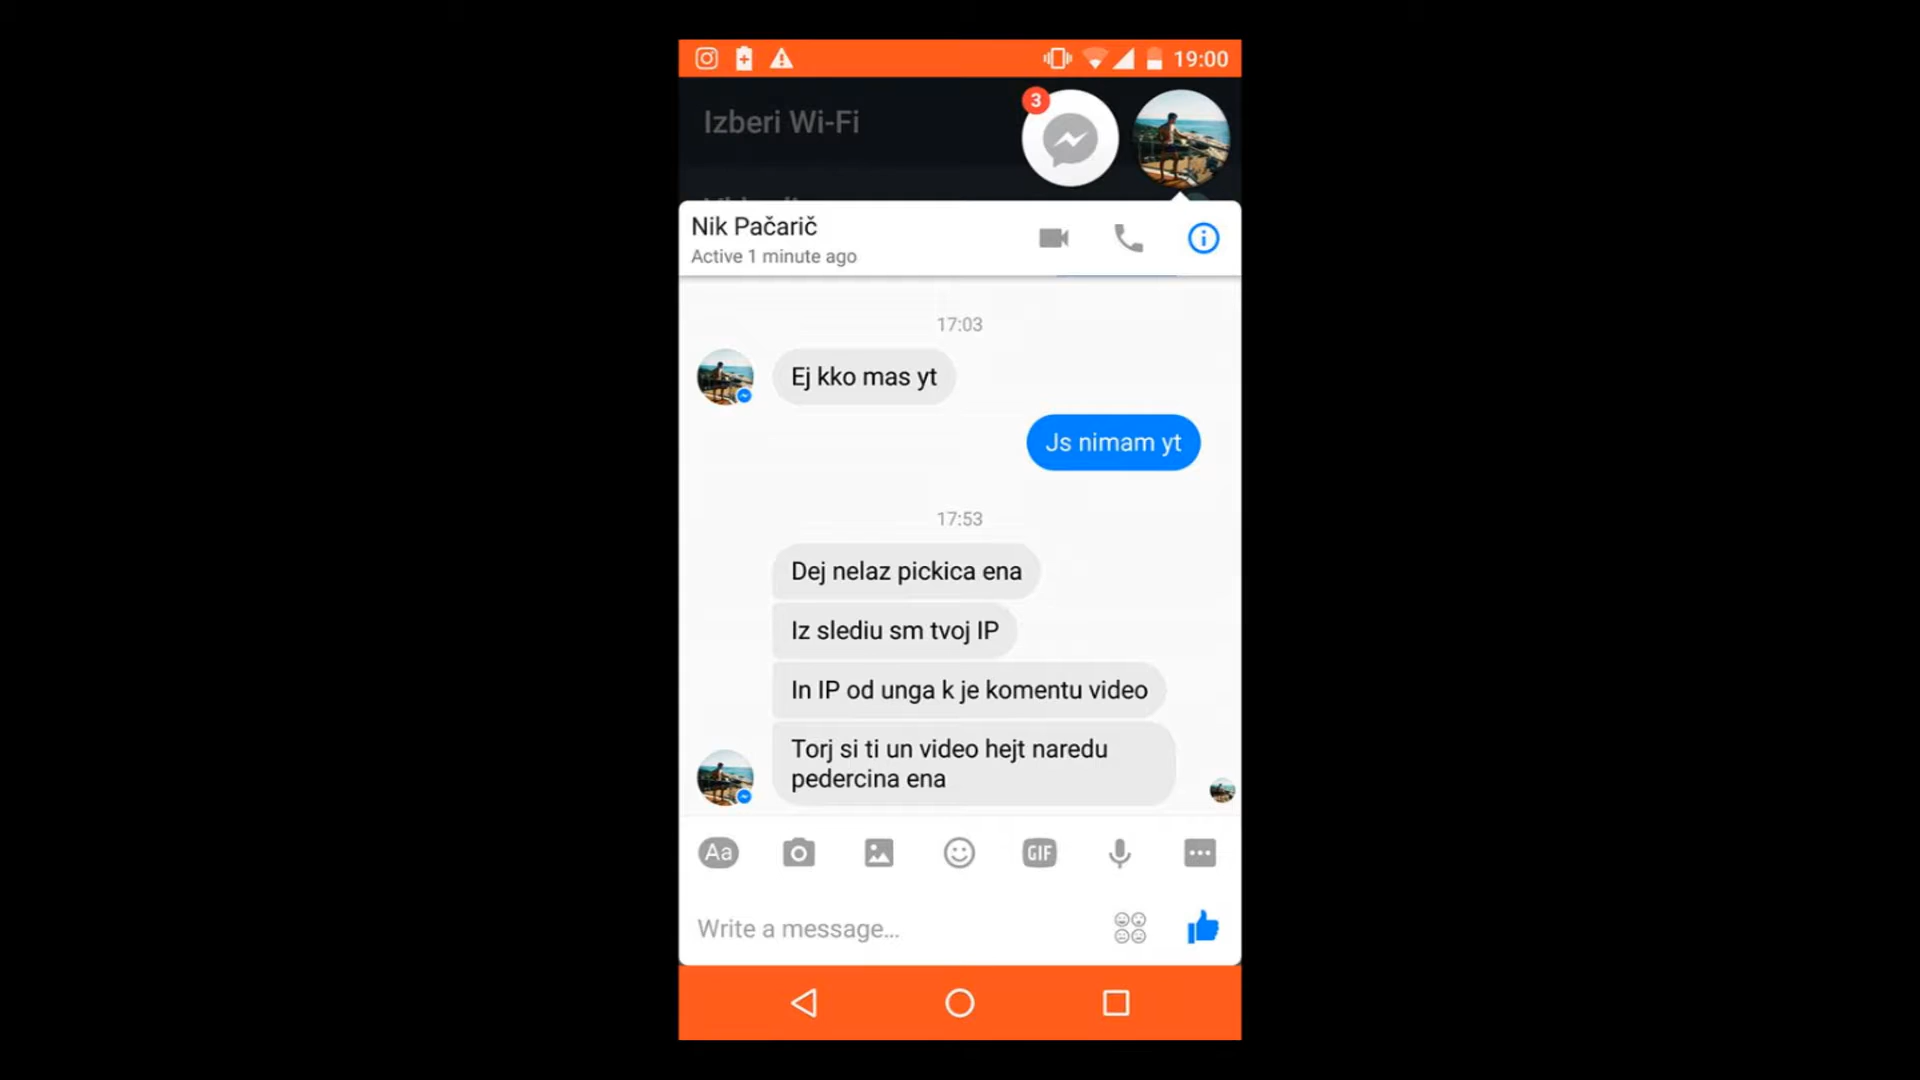 19:00
Izberi Wi-Fi
3
Nik Pačarič
Active 1 minute ago
17:03
Ej kko mas yt
Js nimam yt
17:53
Dej nelaz pickica ena
Iz slediu sm tvoj IP
In IP od unga k je komentu video
Torj si ti un video hejt naredu
pedercina ena
Aa
GIF
Write a message...